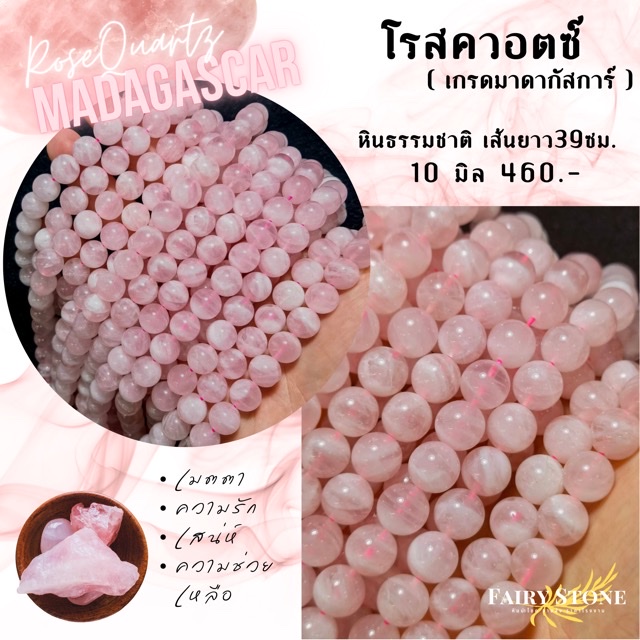 RoseQuartz
MADAGASCAR
โรสควอตซ์
( เกรดมาดากัสการ์ )
หินธรรมชาติ เส้นยาว39ซม.
10 มิล 460.-
• เมตตา
• ความรัก
• เสน่ห์
• ความช่วย
เหลือ
FAIRY STONE